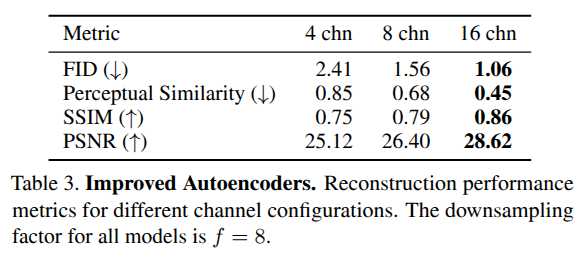 Metric 4 chn 8 chn 16 chn
FID (↓) 2.41 1.56 1.06
Perceptual Similarity (↓) 0.85 0.68 0.45
SSIM (↑) 0.75 0.79 0.86
PSNR (↑) 25.12 26.40 28.62
Table 3. Improved Autoencoders. Reconstruction performance
metrics for different channel configurations. The downsampling
factor for all models is f = 8.